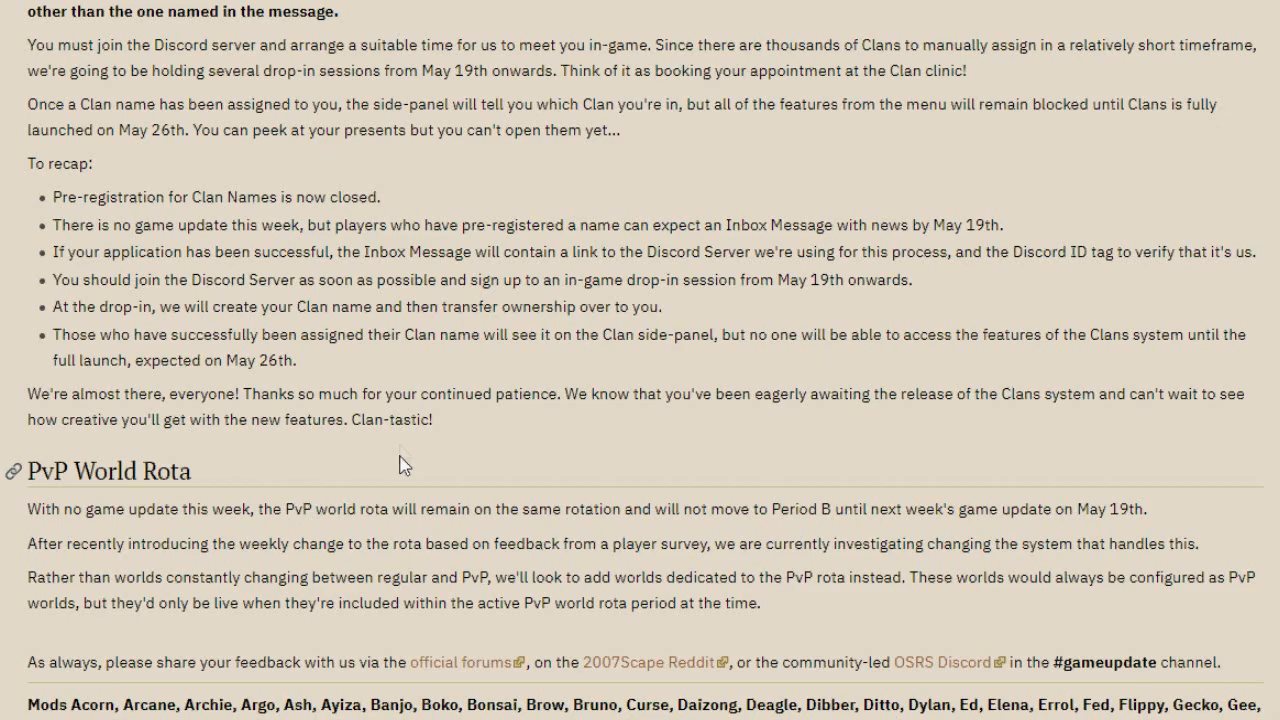 other than the one named in the message.
You must join the Discord server and arrange a suitable time for us to meet you in-game. Since there are thousands of Clans to manually assign in a relatively short timeframe,
we're going to be holding several drop-in sessions from May 19th onwards. Think of it as booking your appointment at the Clan clinic!
Once a Clan name has been assigned to you, the side-panel will tell you which Clan you're in, but all of the features from the menu will remain blocked until Clans is fully
launched on May 26th. You can peek at your presents but you can't open them yet...
To recap:
• Pre-registration for Clan Names is now closed.
• There is no game update this week, but players who have pre-registered a name can expect an Inbox Message with news by May 19th.
• If your application has been successful, the Inbox Message will contain a link to the Discord Server we're using for this process, and the Discord ID tag to verify that it's us.
• You should join the Discord Server as soon as possible and sign up to an in-game drop-in session from May 19th onwards.
• At the drop-in, we will create your Clan name and then transfer ownership over to you.
• Those who have successfully been assigned their Clan name will see it on the Clan side-panel, but no one will be able to access the features of the Clans system until the
full launch, expected on May 26th.
We're almost there, everyone! Thanks so much for your continued patience. We know that you've been eagerly awaiting the release of the Clans system and can't wait to see
how creative you'll get with the new features. Clan-tastic!
PvP World Rota
With no game update this week, the PvP world rota will remain on the same rotation and will not move to Period B until next week's game update on May 19th.
After recently introducing the weekly change to the rota based on feedback from a player survey, we are currently investigating changing the system that handles this.
Rather than worlds constantly changing between regular and PvP, we'll look to add worlds dedicated to the PvP rota instead. These worlds would always be configured as PvP
worlds, but they'd only be live when they're included within the active PvP world rota period at the time.
As always, please share your feedback with us via the official forums, on the 2007Scape Reddit, or the community-led OSRS Discord in the #gameupdate channel.
Mods Acorn, Arcane, Archie, Argo, Ash, Ayiza, Banjo, Boko, Bonsai, Brow, Bruno, Curse, Daizong, Deagle, Dibber, Ditto, Dylan, Ed, Elena, Errol, Fed, Flippy, Gecko, Gee,